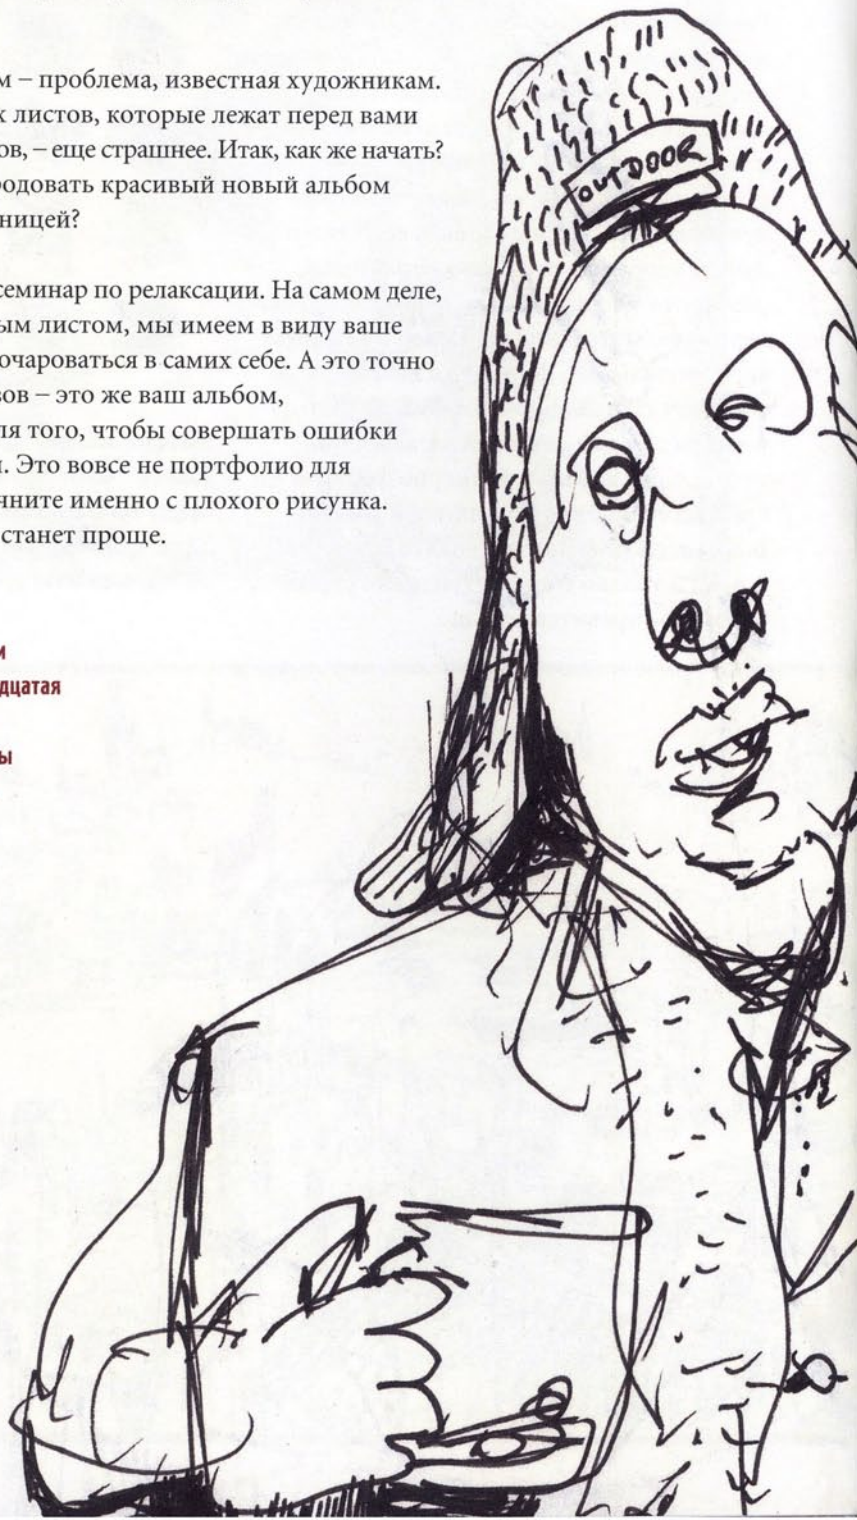 м – проблема, известная художникам.
х листов, которые лежат перед вами
ов, – еще страшнее. Итак, как же начать?
родовать красивый новый альбом
ницей?
семинар по релаксации. На самом деле,
ым листом, мы имеем в виду ваше
очароваться в самих себе. А это точно
вов – это же ваш альбом,
ля того, чтобы совершать ошибки
и. Это вовсе не портфолио для
чните именно с плохого рисунка.
станет проще.
и
дцатая
ы
OUTDOOR